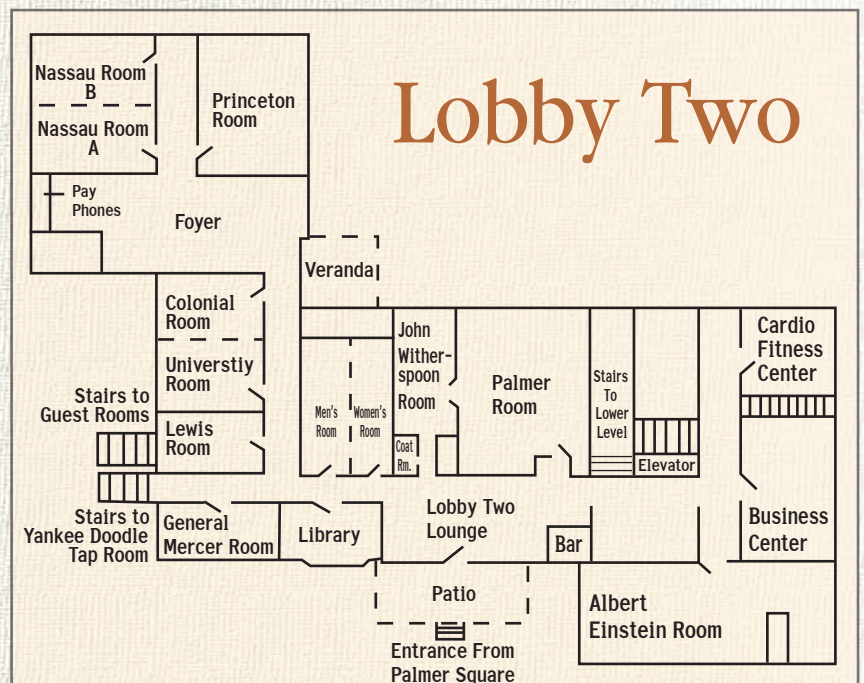 Lobby Two
Nassau Room
B
Nassau Room
A
Princeton
Room
Pay
Phones
Foyer
Veranda
Colonial
Room
Universtiy
Room
Lewis
Room
Stairs to
Guest Rooms
Stairs to
Yankee Doodle
Tap Room
General
Mercer Room
Library
Men's
Room
Women's
Room
John
Wither-
spoon
Room
Coat
Rm.
Palmer
Room
Stairs
To
Lower
Level
Elevator
Cardio
Fitness
Center
Business
Center
Lobby Two
Lounge
Bar
Patio
Albert
Einstein Room
Entrance From
Palmer Square